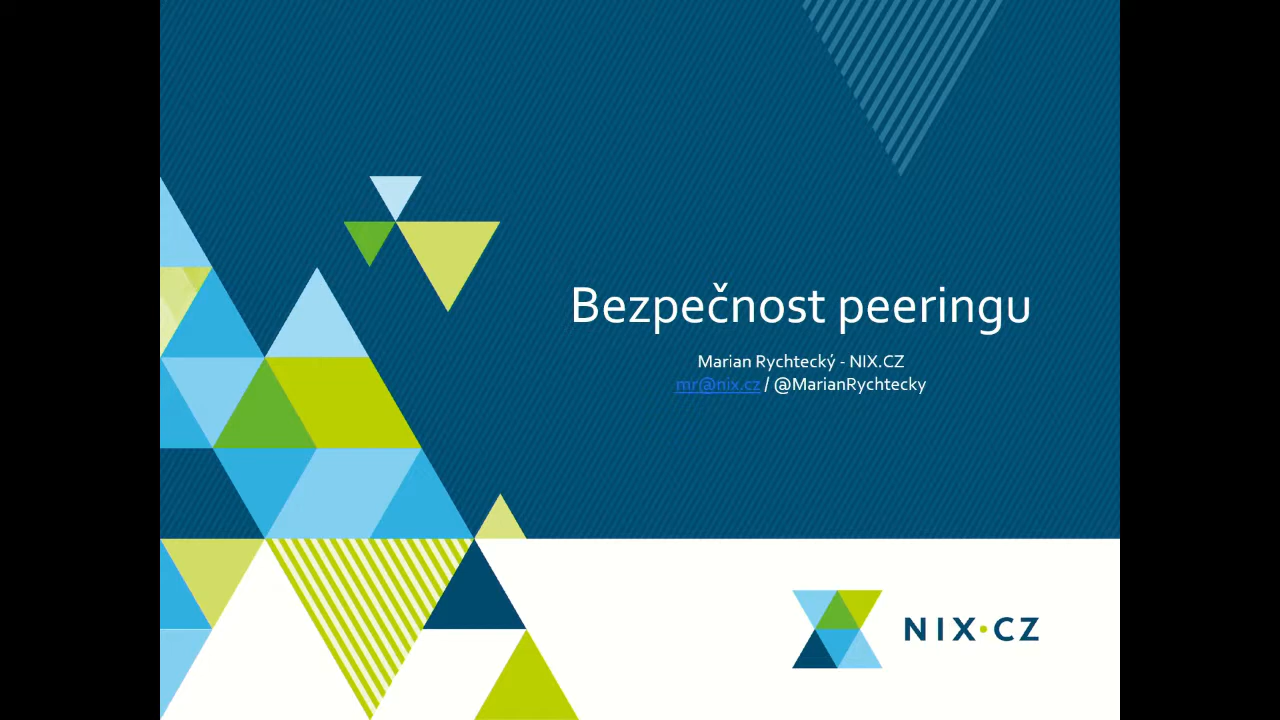 Bezpečnost peeringu
Marian Rychtecký - NIX.CZ
mr@nix.cz / @MarianRychtecky
NIX·CZ